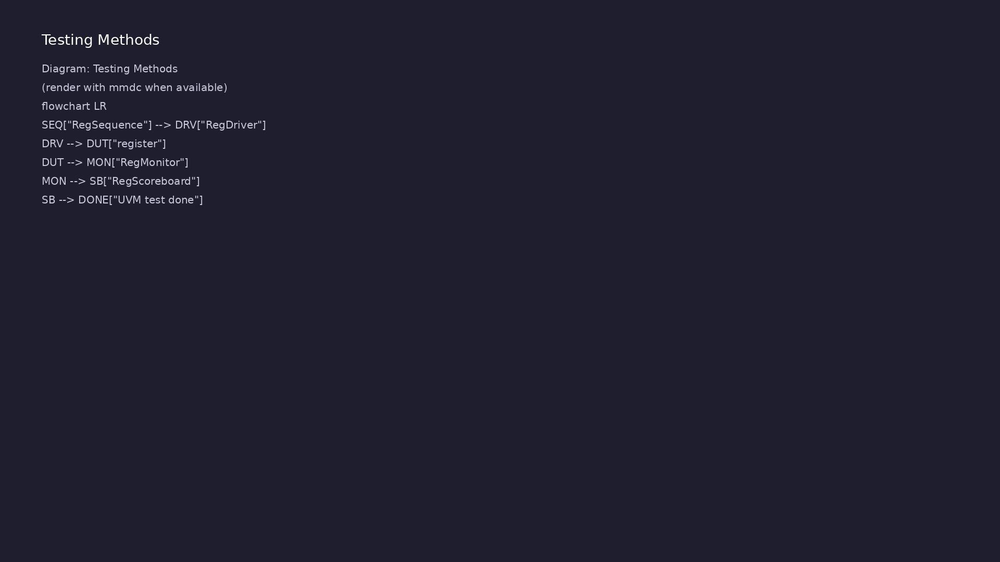 Testing Methods
Diagram: Testing Methods
(render with mmdc when available)
flowchart LR
SEQ["RegSequence"] --> DRV["RegDriver"]
DRV --> DUT["register"]
DUT --> MON["RegMonitor"]
MON --> SB["RegScoreboard"]
SB --> DONE["UVM test done"]